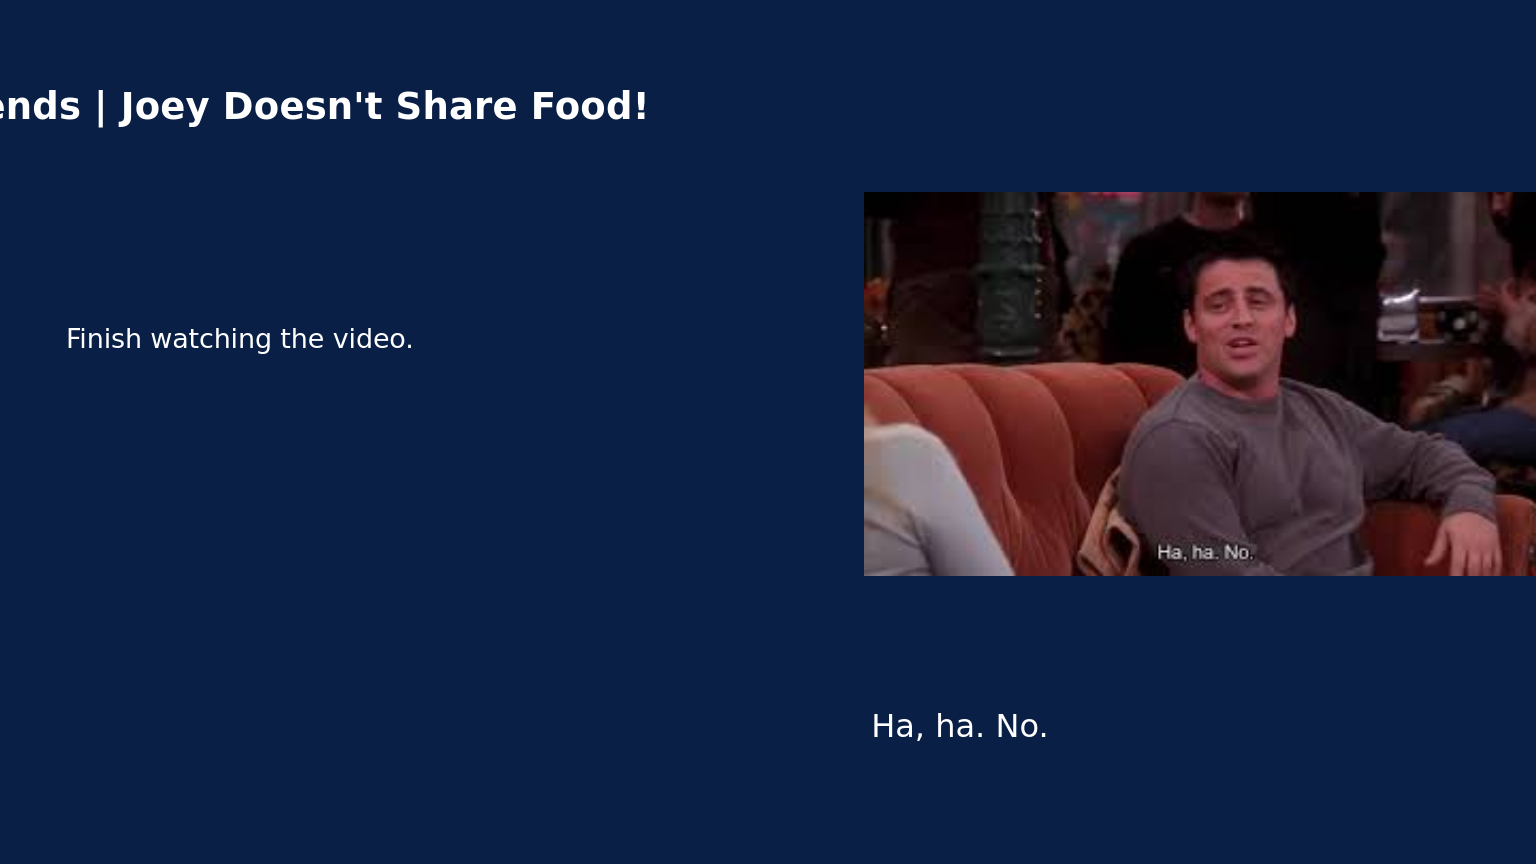 ends | Joey Doesn't Share Food!
Finish watching the video.
Ha, ha. No.
Ha, ha. No.